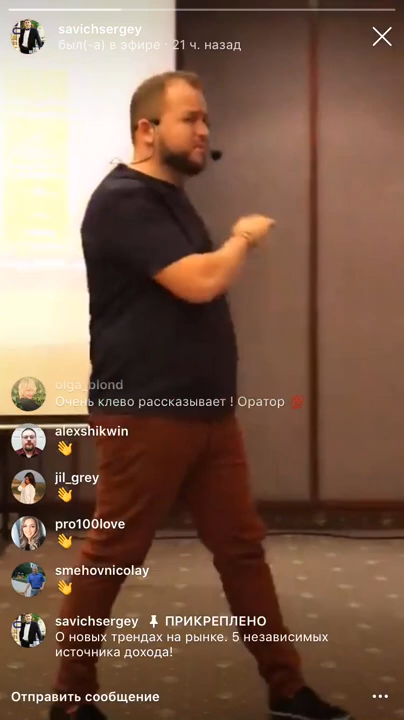 savichsergey
был(-а) в эфире · 21 ч. назад
olga_blond
Очень клево рассказывает ! Оратор 💯
alexshikwin
👋
jil_grey
👋
pro100love
👋
smehovnicolay
👋
savichsergey 📌 ПРИКРЕПЛЕНО
О новых трендах на рынке. 5 независимых
источника дохода!
Отправить сообщение